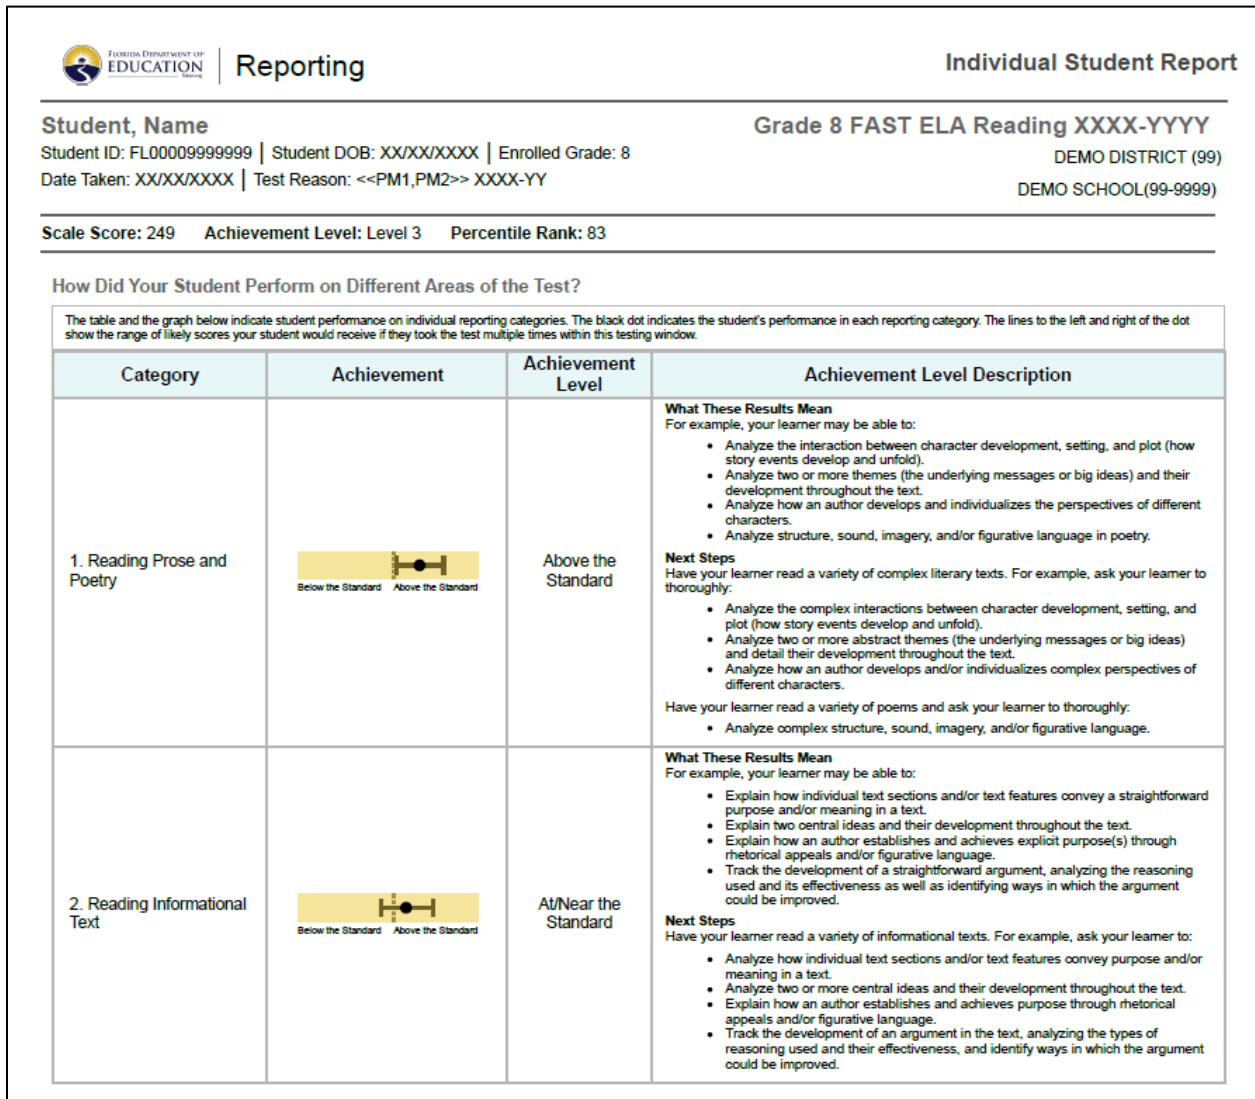 FLORIDA DEPARTMENT OF
EDUCATION
Reporting
Individual Student Report
Student, Name
Grade 8 FAST ELA Reading XXXX-YYYY
Student ID: FL00009999999 | Student DOB: XX/XX/XXXX | Enrolled Grade: 8
DEMO DISTRICT (99)
Date Taken: XX/XX/XXXX | Test Reason: <<PM1,PM2>> XXXX-YY
DEMO SCHOOL(99-9999)
Scale Score: 249 Achievement Level: Level 3 Percentile Rank: 83
How Did Your Student Perform on Different Areas of the Test?
The table and the graph below indicate student performance on individual reporting categories. The black dot indicates the student's performance in each reporting category. The lines to the left and right of the dot
show the range of likely scores your student would receive if they took the test multiple times within this testing window.
Category
Achievement
Achievement
Level
Achievement Level Description
1. Reading Prose and
Poetry
Below the Standard Above the Standard
Above the
Standard
What These Results Mean
For example, your learner may be able to:
• Analyze the interaction between character development, setting, and plot (how
story events develop and unfold).
• Analyze two or more themes (the underlying messages or big ideas) and their
development throughout the text.
• Analyze how an author develops and individualizes the perspectives of different
characters.
• Analyze structure, sound, imagery, and/or figurative language in poetry.
Next Steps
Have your learner read a variety of complex literary texts. For example, ask your learner to
thoroughly:
• Analyze the complex interactions between character development, setting, and
plot (how story events develop and unfold).
• Analyze two or more abstract themes (the underlying messages or big ideas)
and detail their development throughout the text.
• Analyze how an author develops and/or individualizes complex perspectives of
different characters.
Have your learner read a variety of poems and ask your learner to thoroughly:
• Analyze complex structure, sound, imagery, and/or figurative language.
2. Reading Informational
Text
Below the Standard Above the Standard
At/Near the
Standard
What These Results Mean
For example, your learner may be able to:
• Explain how individual text sections and/or text features convey a straightforward
purpose and/or meaning in a text.
• Explain two central ideas and their development throughout the text.
• Explain how an author establishes and achieves explicit purpose(s) through
rhetorical appeals and/or figurative language.
• Track the development of a straightforward argument, analyzing the reasoning
used and its effectiveness as well as identifying ways in which the argument
could be improved.
Next Steps
Have your learner read a variety of informational texts. For example, ask your learner to:
• Analyze how individual text sections and/or text features convey purpose and/or
meaning in a text.
• Analyze two or more central ideas and their development throughout the text.
• Explain how an author establishes and achieves purpose through rhetorical
appeals and/or figurative language.
• Track the development of an argument in the text, analyzing the types of
reasoning used and their effectiveness, and identify ways in which the argument
could be improved.